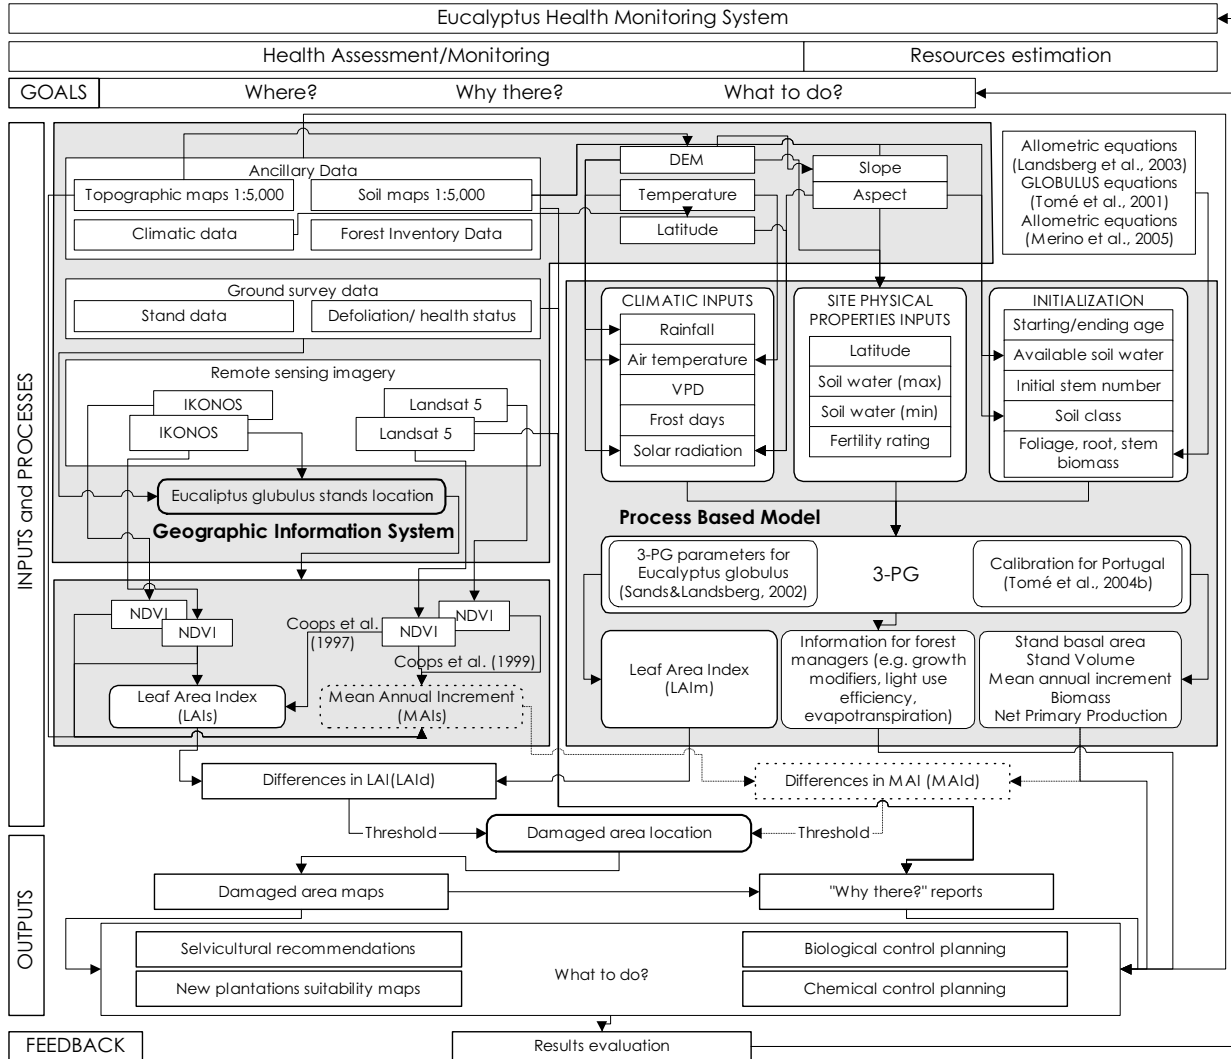 Eucalyptus Health Monitoring System
Health Assessment/Monitoring
Resources estimation
GOALS
Where?
Why there?
What to do?
INPUTS and PROCESSES
Ancillary Data
Topographic maps 1:5,000
Soil maps 1:5,000
Climatic data
Forest Inventory Data
DEM
Temperature
Latitude
Slope
Aspect
Allometric equations
(Landsberg et al., 2003)
GLOBULUS equations
(Tomé et al., 2001)
Allometric equations
(Merino et al., 2005)
Ground survey data
Stand data
Defoliation/ health status
Remote sensing imagery
IKONOS
IKONOS
Landsat 5
Landsat 5
Eucaliptus glubulus stands location
Geographic Information System
CLIMATIC INPUTS
Rainfall
Air temperature
VPD
Frost days
Solar radiation
SITE PHYSICAL
PROPERTIES INPUTS
Latitude
Soil water (max)
Soil water (min)
Fertility rating
INITIALIZATION
Starting/ending age
Available soil water
Initial stem number
Soil class
Foliage, root, stem
biomass
Process Based Model
3-PG parameters for
Eucalyptus globulus
(Sands&Landsberg, 2002)
3-PG
Calibration for Portugal
(Tomé et al., 2004b)
NDVI
NDVI
Coops et al.
(1997)
NDVI
NDVI
Coops et al. (1999)
Leaf Area Index
(LAIs)
Mean Annual Increment
(MAIs)
Leaf Area Index
(LAIm)
Information for forest
managers (e.g. growth
modifiers, light use
efficiency,
evapotranspiration)
Stand basal area
Stand Volume
Mean annual increment
Biomass
Net Primary Production
Differences in LAI(LAId)
Differences in MAI (MAId)
Threshold
Damaged area location
Threshold
OUTPUTS
Damaged area maps
"Why there?" reports
Selvicultural recommendations
New plantations suitability maps
What to do?
Biological control planning
Chemical control planning
FEEDBACK
Results evaluation